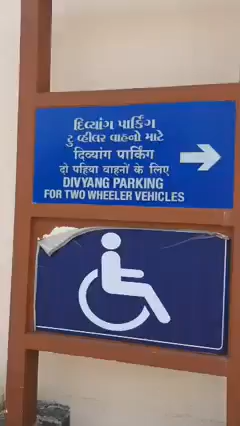 દિવ્યાંગ પાર્કિંગ
ટુ વ્હીલર વાહનો માટે
दिव्यांग पार्किंग
दो पहिया वाहनों के लिए
DIVYANG PARKING
FOR TWO WHEELER VEHICLES